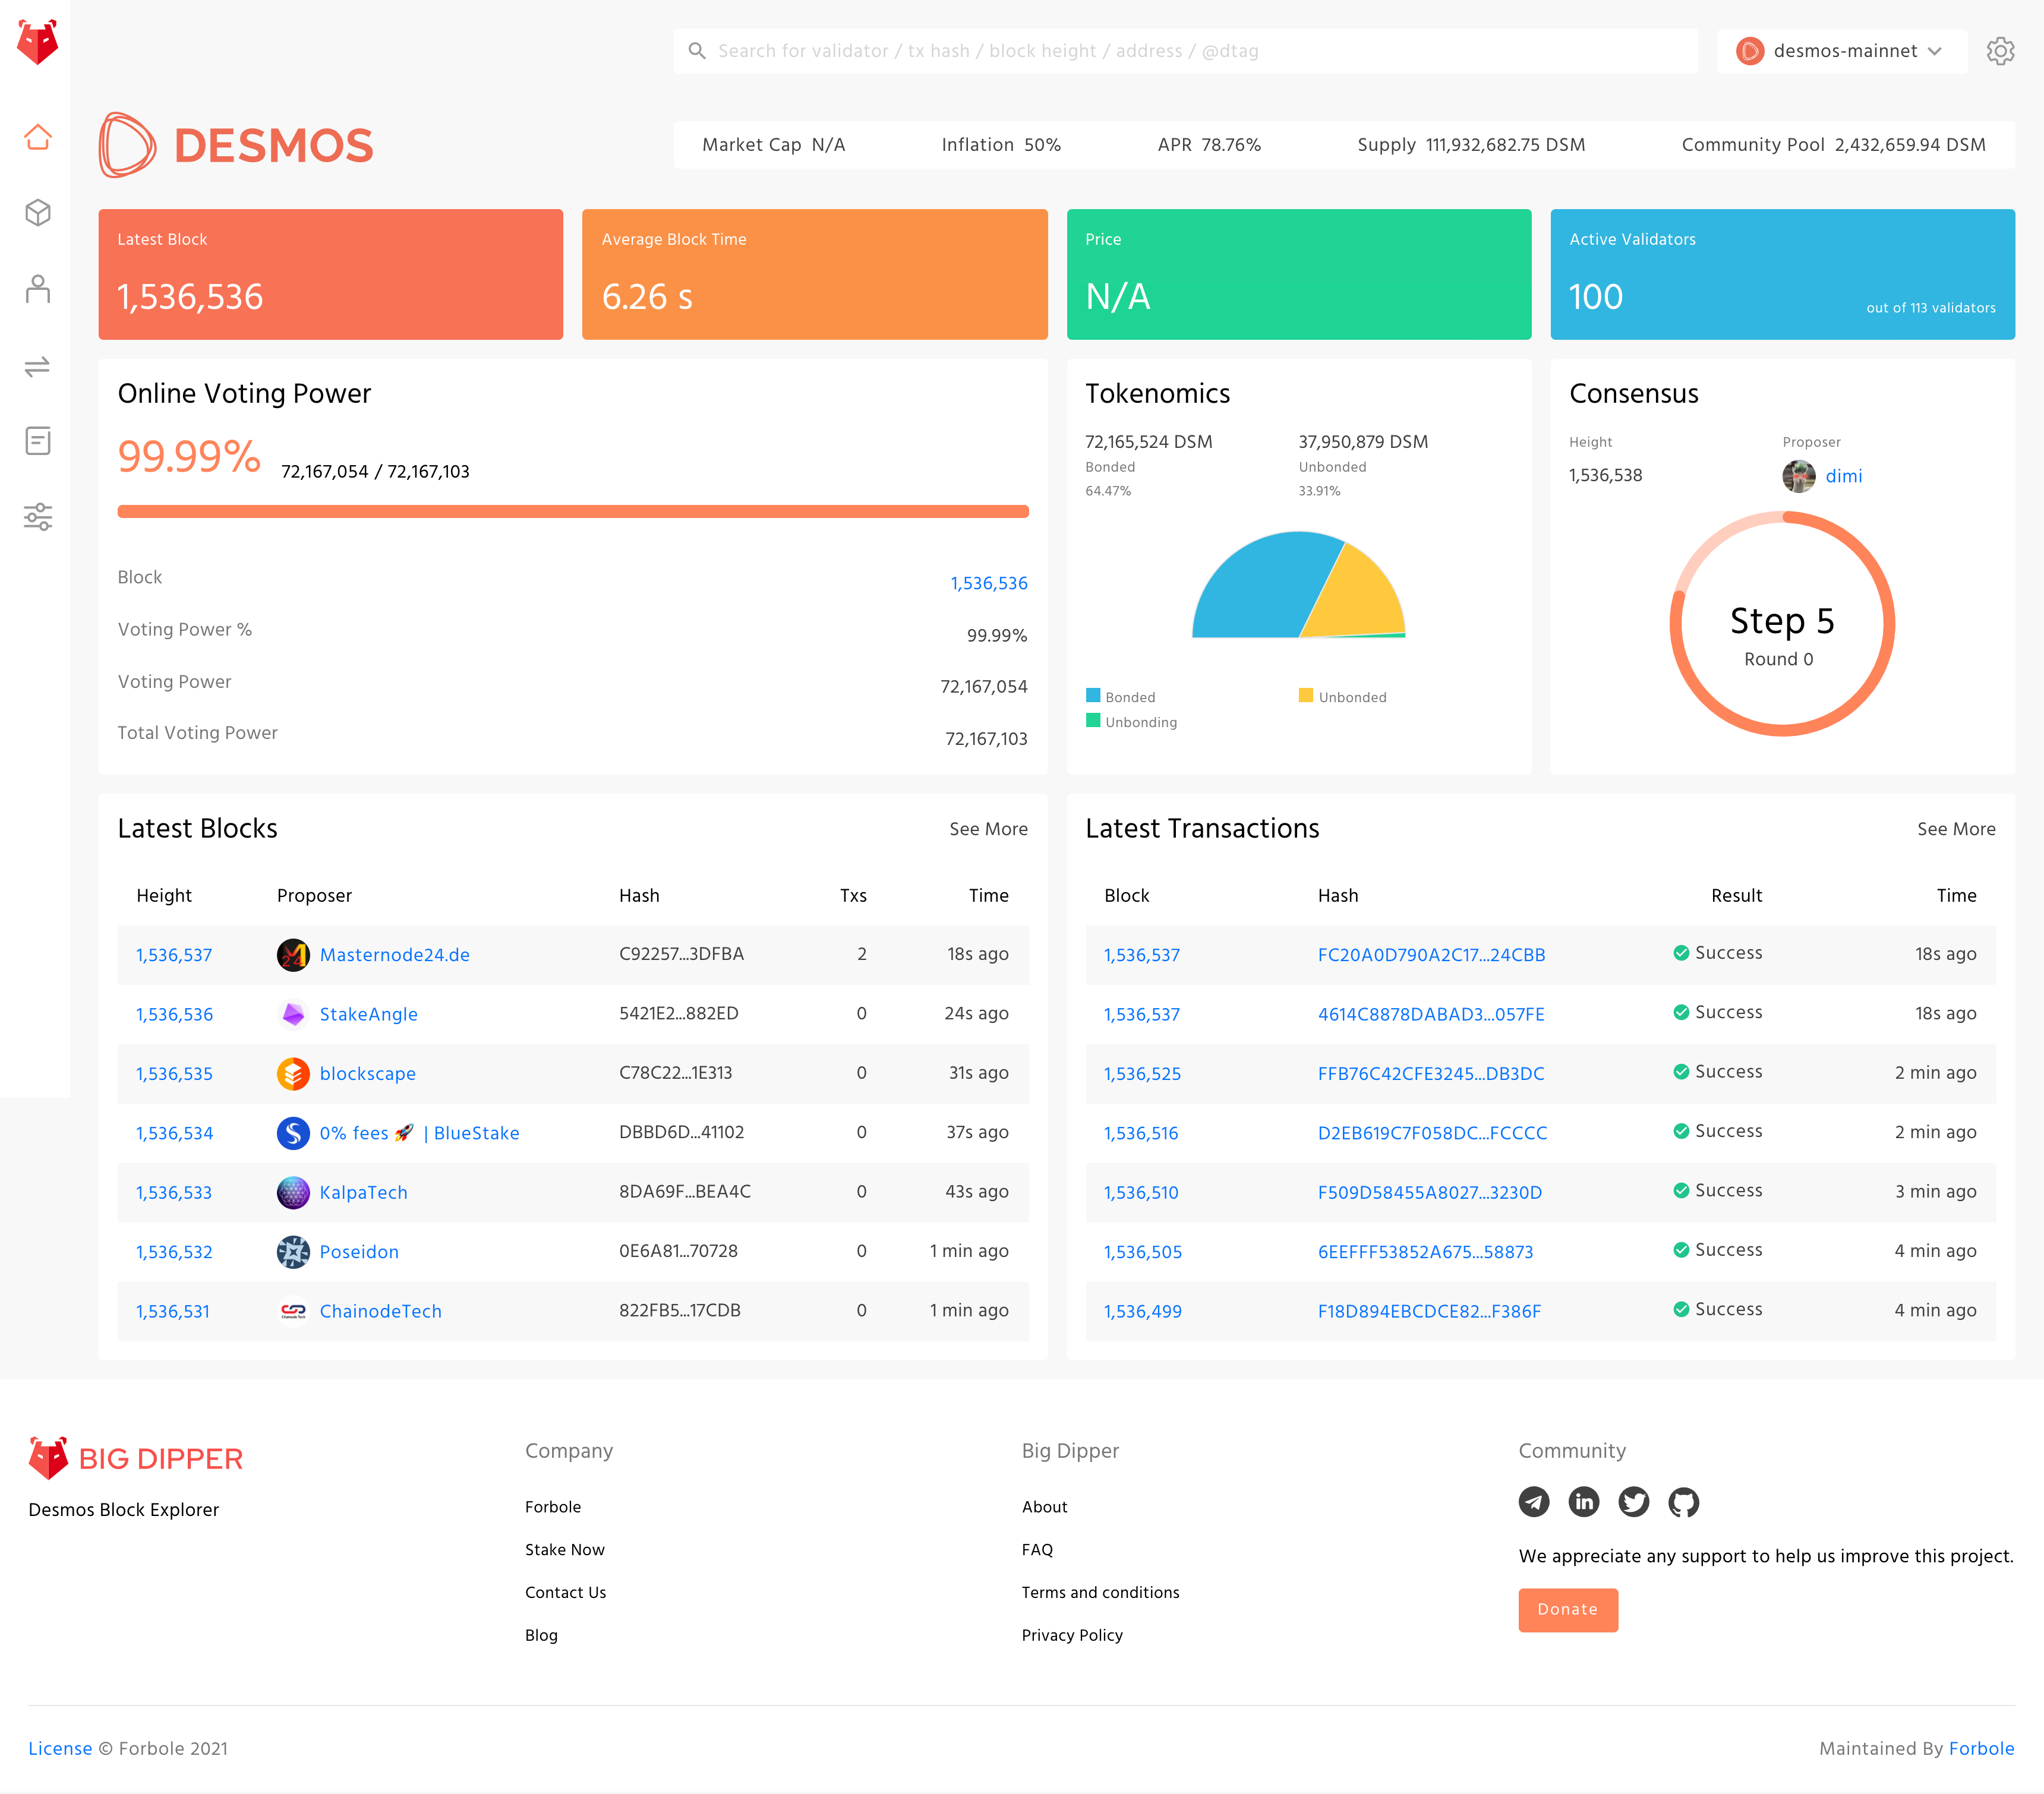 Search for validator / tx hash / block height / address / @dtag
desmos-mainnet
DESMOS
Market Cap N/A Inflation 50% APR 78.76% Supply 111,932,682.75 DSM Community Pool 2,432,659.94 DSM
Latest Block
1,536,536
Average Block Time
6.26 s
Price
N/A
Active Validators
100
out of 113 validators
Online Voting Power
99.99% 72,167,054 / 72,167,103
Block 1,536,536
Voting Power % 99.99%
Voting Power 72,167,054
Total Voting Power 72,167,103
Tokenomics
72,165,524 DSM 37,950,879 DSM
Bonded Unbonded
64.47% 33.91%
Bonded Unbonded
Unbonding
Consensus
Height Proposer
1,536,538 dimi
Step 5
Round 0
Latest Blocks See More
Height Proposer Hash Txs Time
1,536,537 Masternode24.de C92257...3DFBA 2 18s ago
1,536,536 StakeAngle 5421E2...882ED 0 24s ago
1,536,535 blockscape C78C22...1E313 0 31s ago
1,536,534 0% fees 🚀 | BlueStake DBBD6D...41102 0 37s ago
1,536,533 KalpaTech 8DA69F...BEA4C 0 43s ago
1,536,532 Poseidon 0E6A81...70728 0 1 min ago
1,536,531 ChainodeTech 822FB5...17CDB 0 1 min ago
Latest Transactions See More
Block Hash Result Time
1,536,537 FC20A0D790A2C17...24CBB Success 18s ago
1,536,537 4614C8878DABAD3...057FE Success 18s ago
1,536,525 FFB76C42CFE3245...DB3DC Success 2 min ago
1,536,516 D2EB619C7F058DC...FCCCC Success 2 min ago
1,536,510 F509D58455A8027...3230D Success 3 min ago
1,536,505 6EEFFF53852A675...58873 Success 4 min ago
1,536,499 F18D894EBCDCE82...F386F Success 4 min ago
BIG DIPPER
Desmos Block Explorer
Company
Forbole
Stake Now
Contact Us
Blog
Big Dipper
About
FAQ
Terms and conditions
Privacy Policy
Community
We appreciate any support to help us improve this project.
Donate
License © Forbole 2021
Maintained By Forbole